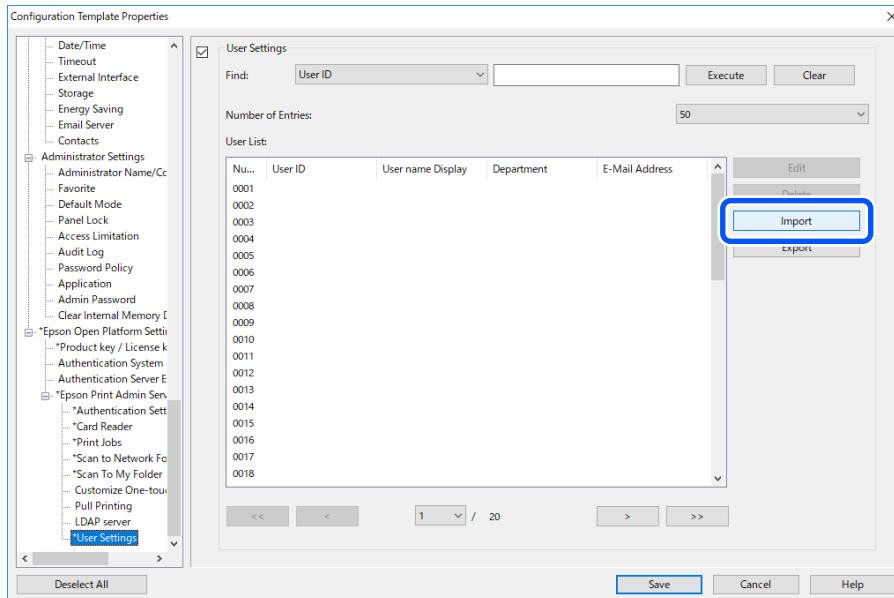 Configuration Template Properties
Date/Time
Timeout
External Interface
Storage
Energy Saving
Email Server
Contacts
Administrator Settings
Administrator Name/Cc
Favorite
Default Mode
Panel Lock
Access Limitation
Audit Log
Password Policy
Application
Admin Password
Clear Internal Memory D
*Epson Open Platform Settin
*Product key / License k
Authentication System
Authentication Server E
*Epson Print Admin Serv
*Authentication Sett
*Card Reader
*Print Jobs
*Scan to Network Fo
*Scan To My Folder
Customize One-tou
Pull Printing
LDAP server
*User Settings
User Settings
Find: User ID Execute Clear
Number of Entries: 50
User List:
Nu... User ID User name Display Department E-Mail Address
0001
0002
0003
0004
0005
0006
0007
0008
0009
0010
0011
0012
0013
0014
0015
0016
0017
0018
Edit
Delete
Import
Export
<< < 1 / 20 > >>
Deselect All Save Cancel Help